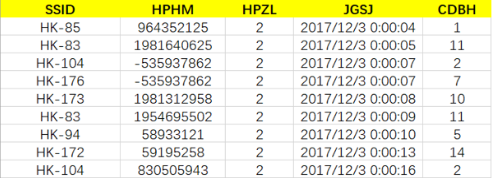 SSID HPHM HPZL JGSJ CDBH
HK-85 964352125 2 2017/12/3 0:00:04 1
HK-83 1981640625 2 2017/12/3 0:00:05 11
HK-104 -535937862 2 2017/12/3 0:00:07 2
HK-176 -535937862 2 2017/12/3 0:00:07 7
HK-173 1981312958 2 2017/12/3 0:00:08 10
HK-83 1954695502 2 2017/12/3 0:00:09 11
HK-94 58933121 2 2017/12/3 0:00:10 5
HK-172 59195258 2 2017/12/3 0:00:13 14
HK-104 830505943 2 2017/12/3 0:00:16 2